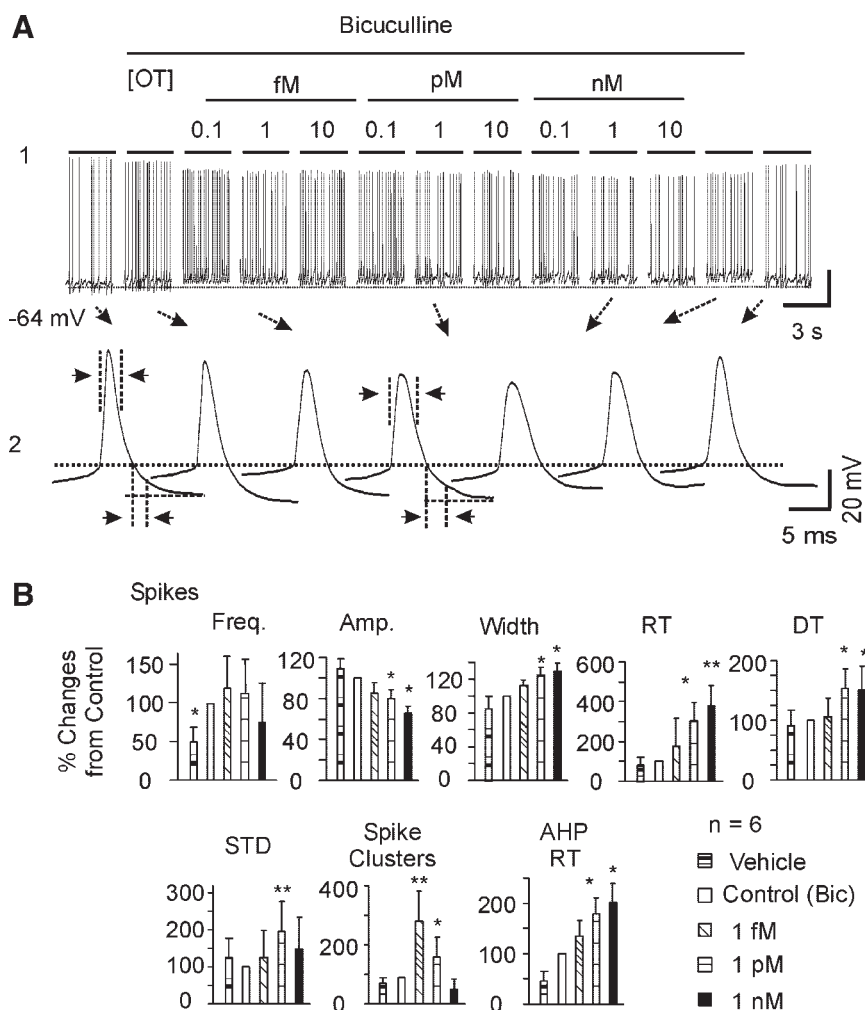 A
Bicuculline
[OT]
fM
pM
nM
0.1 1 10 0.1 1 10 0.1 1 10
1
-64 mV
3 s
2
20 mV
5 ms
B
Spikes
Freq.
Amp.
Width
RT
DT
% Changes
from Control
150
100
50
0
*
120
80
40
0
* *
120
80
40
0
* *
600
400
200
0
* **
200
100
0
* *
STD
Spike
Clusters
AHP
RT
n = 6
300
200
100
0
**
400
200
0
** *
200
100
0
* *
Vehicle
Control (Bic)
1 fM
1 pM
1 nM